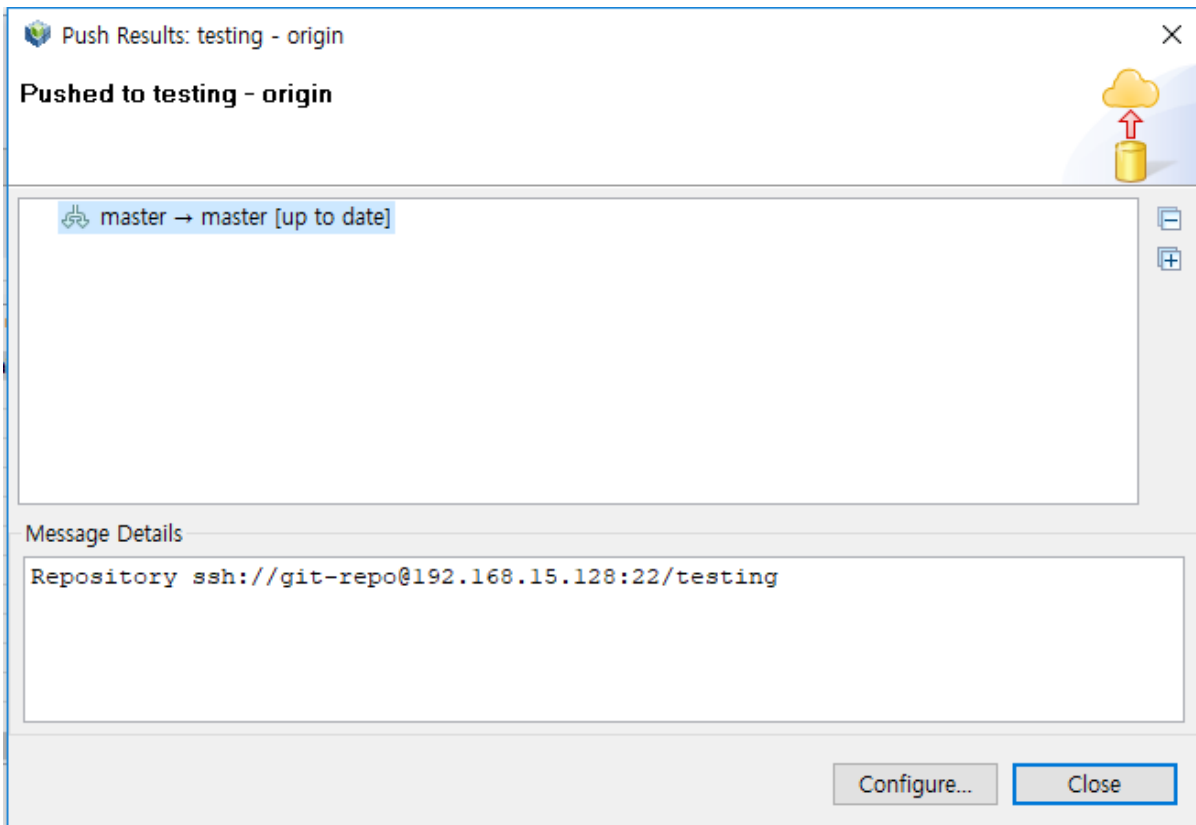 Push Results: testing - origin
Pushed to testing - origin
master → master [up to date]
Message Details
Repository ssh://git-repo@192.168.15.128:22/testing
Configure...
Close